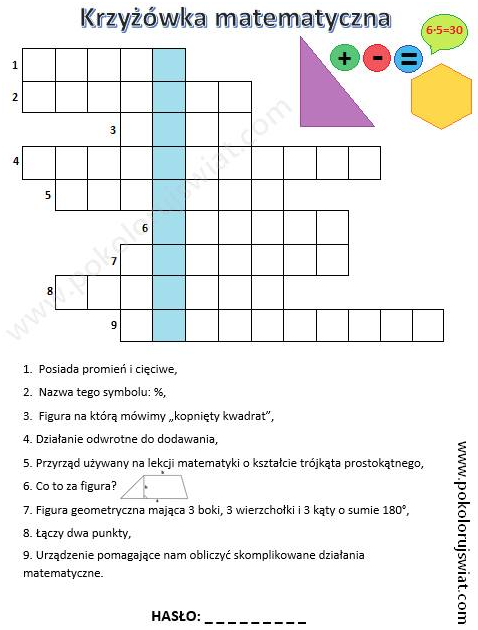 Krzyżówka matematyczna
6·5=30
+ - =
1
2
3
4
5
6
7
8
9
www.pokolorujswiat.com
1. Posiada promień i cięciwe,
2. Nazwa tego symbolu: %,
3. Figura na którą mówimy „kopnięty kwadrat”,
4. Działanie odwrotne do dodawania,
5. Przyrząd używany na lekcji matematyki o kształcie trójkąta prostokątnego,
6. Co to za figura?
7. Figura geometryczna mająca 3 boki, 3 wierzchołki i 3 kąty o sumie 180°,
8. Łączy dwa punkty,
9. Urządzenie pomagające nam obliczyć skomplikowane działania
matematyczne.
www.pokolorujswiat.com
HASŁO: _ _ _ _ _ _ _ _ _